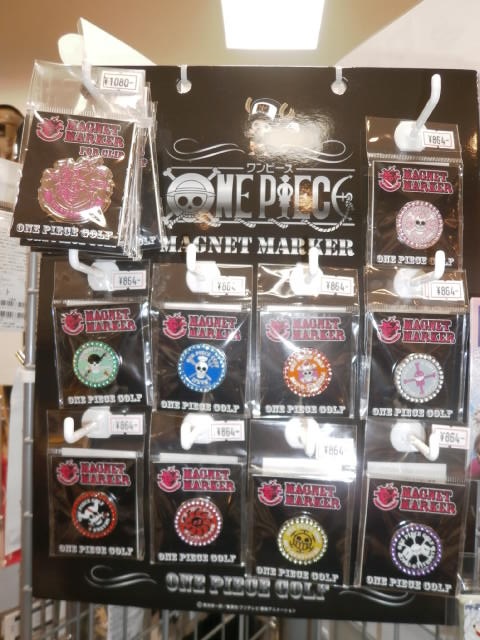 ¥1080-
MAGNET
MARKER
FOR CLIP
ONE PIECE GOLF
ワンピース
ONE PIECE
MAGNET MARKER
¥864-
MAGNET
MARKER
ONE PIECE GOLF
¥864-
MAGNET
MARKER
ONE PIECE GOLF
¥864-
MAGNET
MARKER
ONE PIECE GOLF
¥864-
MAGNET
MARKER
ONE PIECE GOLF
¥864-
MAGNET
MARKER
ONE PIECE GOLF
¥864-
MAGNET
MARKER
ONE PIECE GOLF
¥864-
MAGNET
MARKER
ONE PIECE GOLF
MAGNET
MARKER
ONE PIECE GOLF
¥864-
MAGNET
MARKER
ONE PIECE GOLF
ONE PIECE GOLF